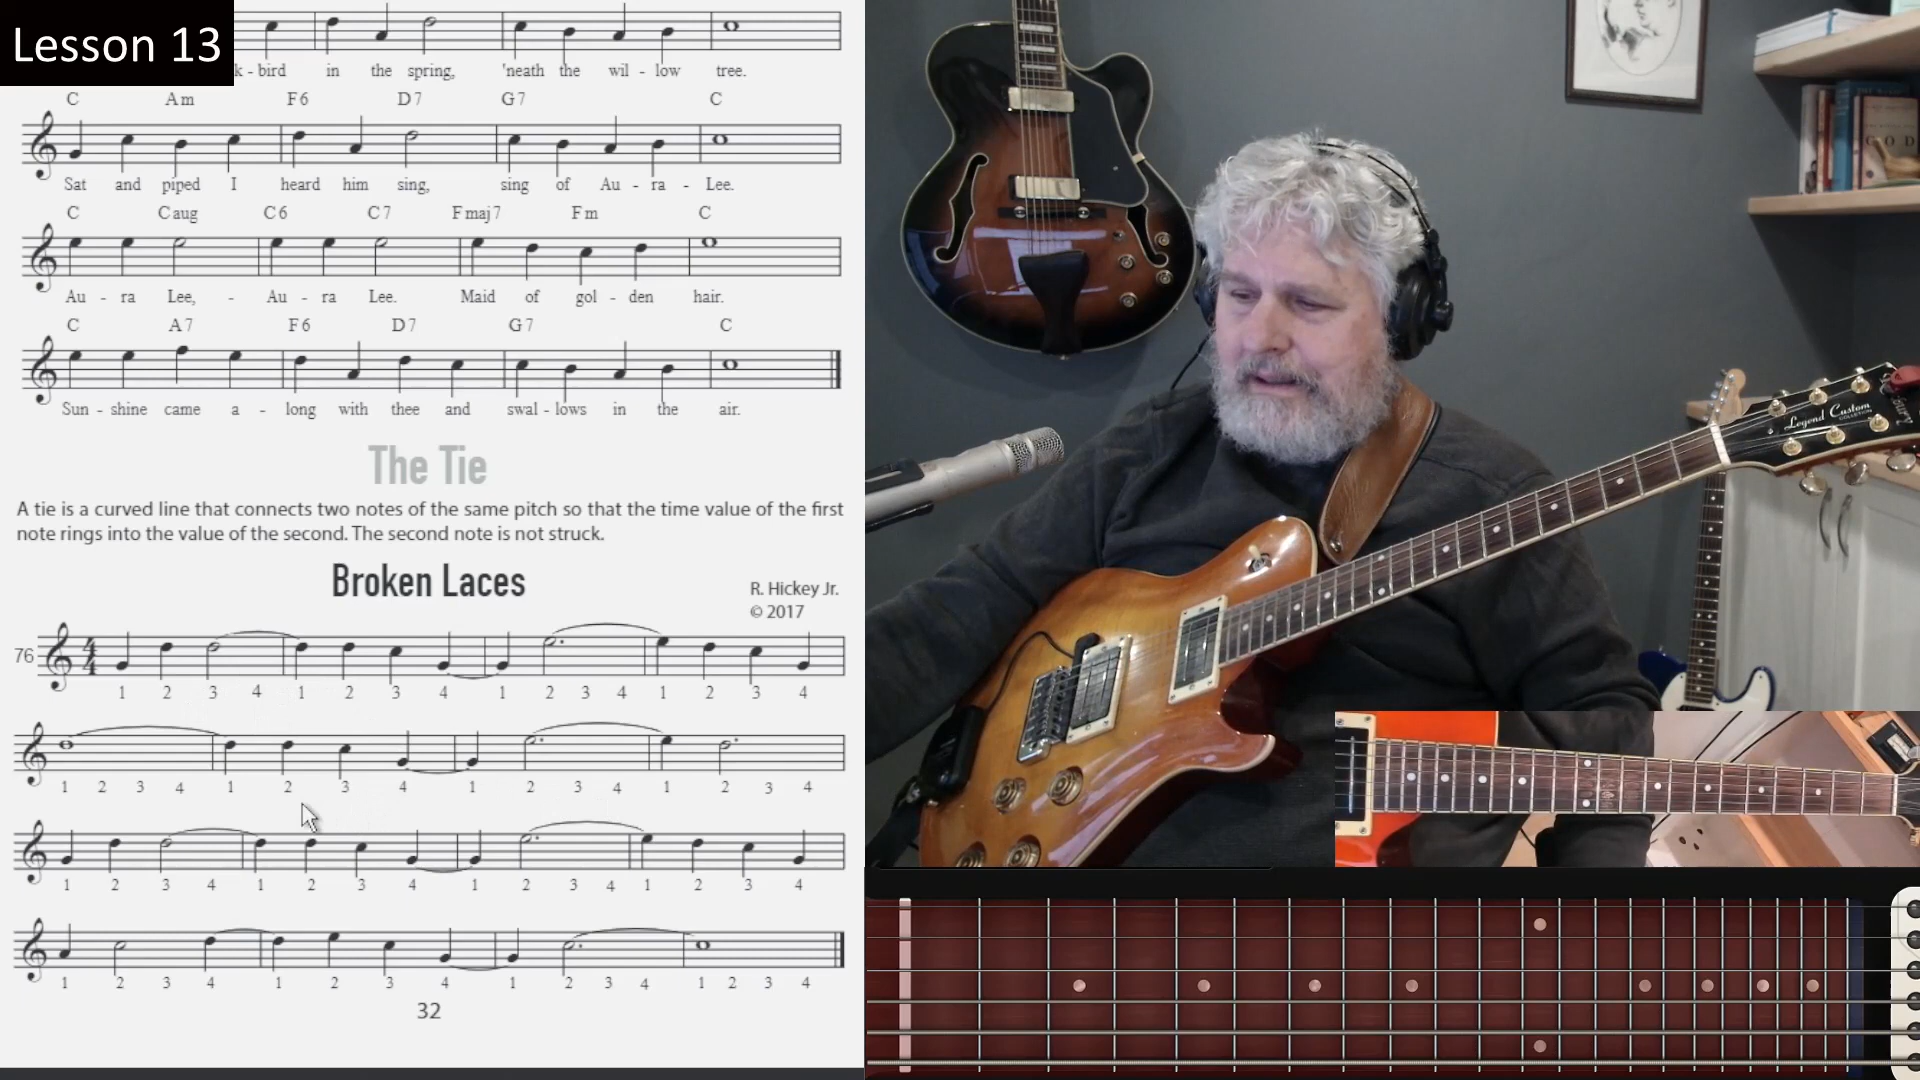 Lesson 13
k - bird in the spring, 'neath the wil - low tree.
C Am F6 D7 G7 C
Sat and piped I heard him sing, sing of Au - ra - Lee.
C Caug C6 C7 Fmaj7 Fm C
Au - ra Lee, - Au - ra Lee. Maid of gol - den hair.
C A7 F6 D7 G7 C
Sun - shine came a - long with thee and swal - lows in the air.
The Tie
A tie is a curved line that connects two notes of the same pitch so that the time value of the first
note rings into the value of the second. The second note is not struck.
Broken Laces
R. Hickey Jr.
© 2017
76
4
4
1 2 3 4 1 2 3 4 1 2 3 4 1 2 3 4
1 2 3 4 1 2 3 4 1 2 3 4 1 2 3 4
1 2 3 4 1 2 3 4 1 2 3 4 1 2 3 4
1 2 3 4 1 2 3 4 1 2 3 4 1 2 3 4
32
Legend Custom
COLLECTION
GOD